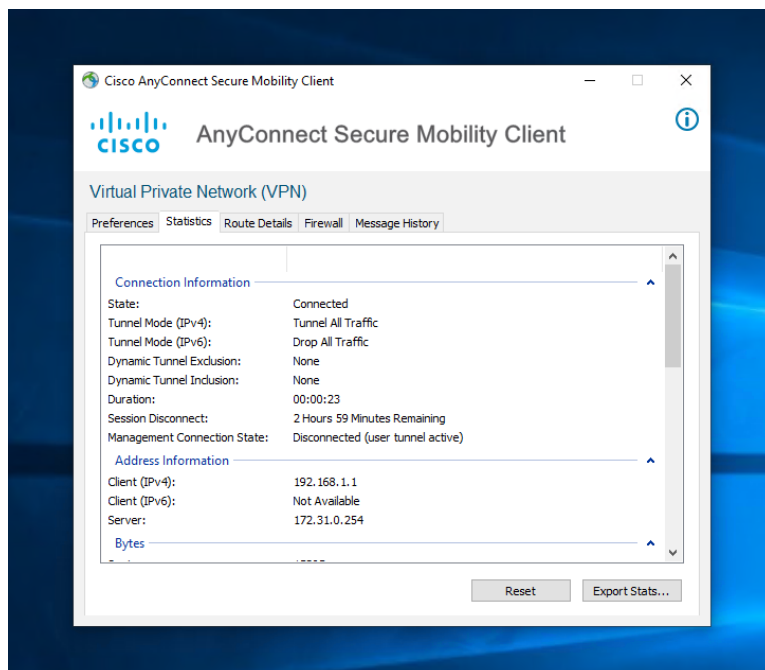 Cisco AnyConnect Secure Mobility Client
CISCO
AnyConnect Secure Mobility Client
Virtual Private Network (VPN)
Preferences Statistics Route Details Firewall Message History
Connection Information
State: Connected
Tunnel Mode (IPv4): Tunnel All Traffic
Tunnel Mode (IPv6): Drop All Traffic
Dynamic Tunnel Exclusion: None
Dynamic Tunnel Inclusion: None
Duration: 00:00:23
Session Disconnect: 2 Hours 59 Minutes Remaining
Management Connection State: Disconnected (user tunnel active)
Address Information
Client (IPv4): 192.168.1.1
Client (IPv6): Not Available
Server: 172.31.0.254
Bytes
Reset Export Stats...